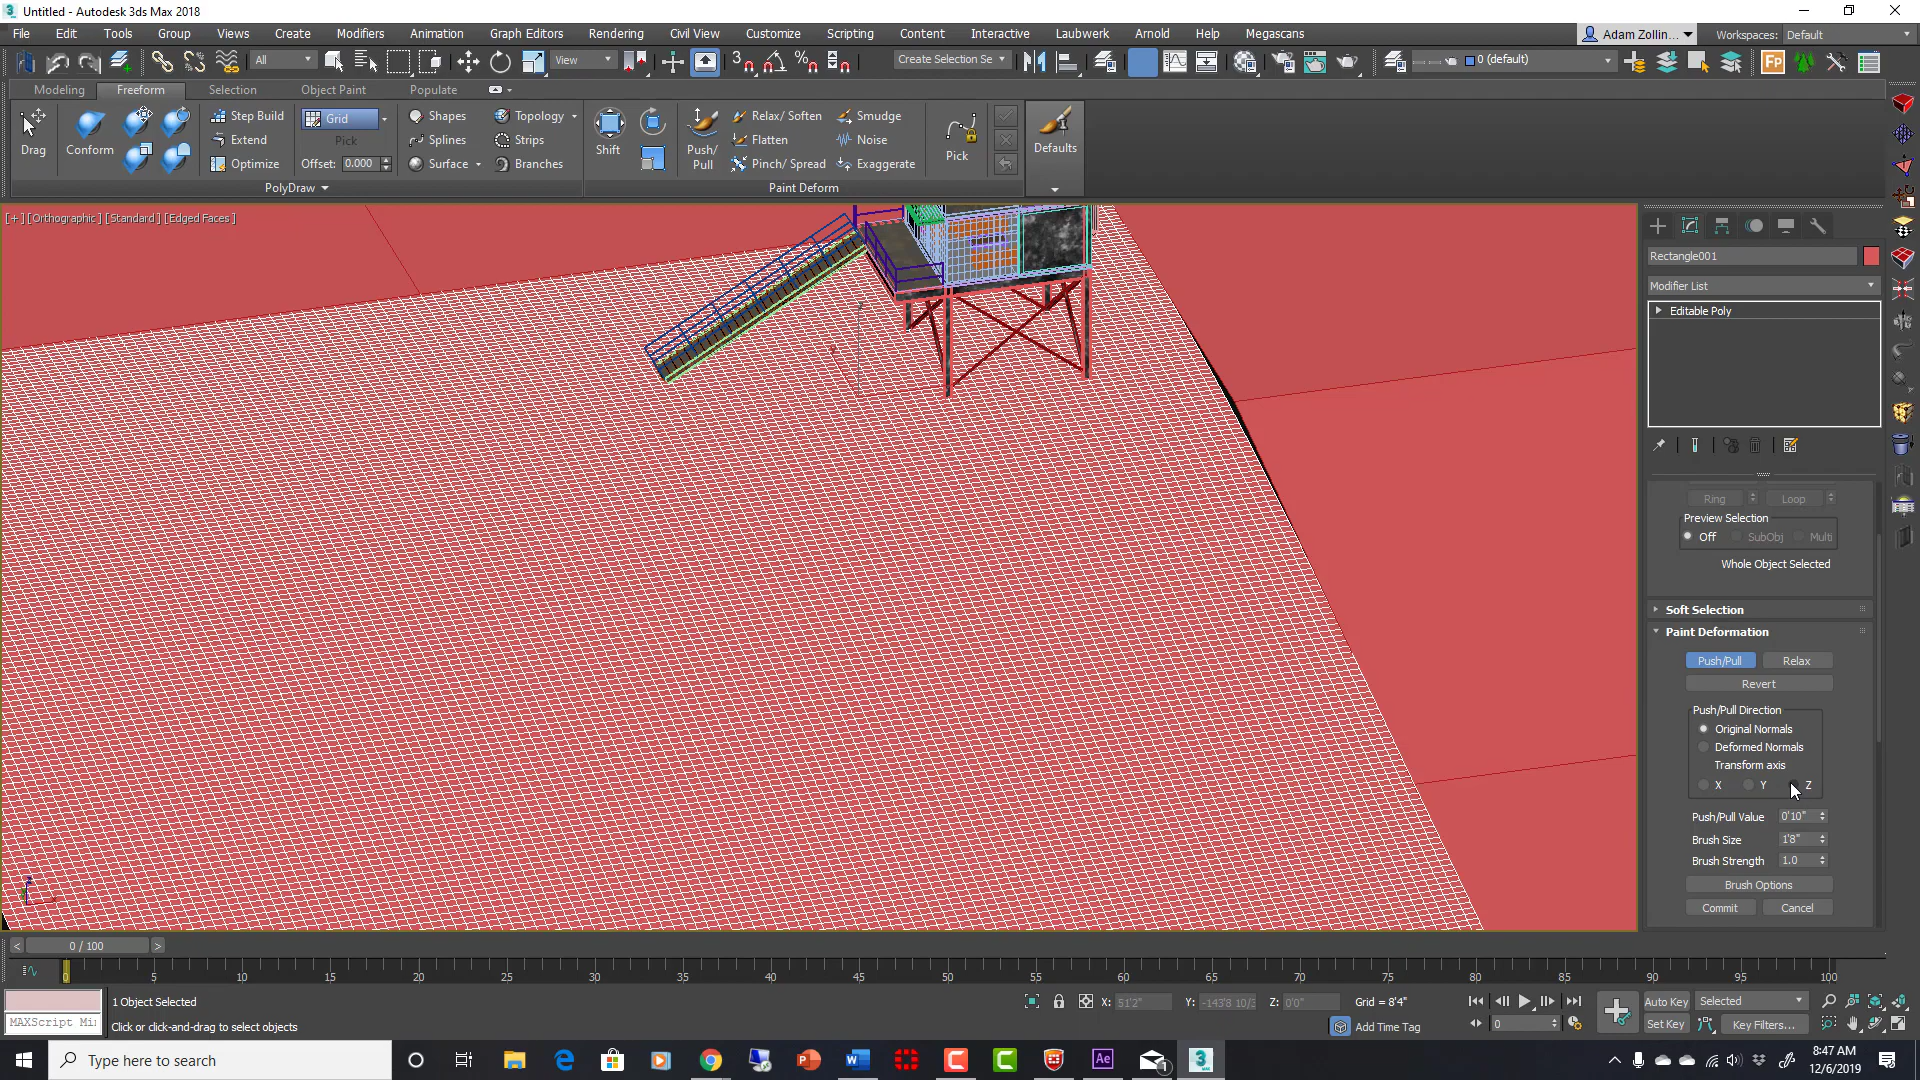 Untitled - Autodesk 3ds Max 2018
File Edit Tools Group Views Create Modifiers Animation Graph Editors Rendering Civil View Customize Scripting Content Interactive Laubwerk Arnold Help Megascans
Adam Zollin... Workspaces: Default
All View Create Selection Se 0 (default)
Modeling Freeform Selection Object Paint Populate
Drag Conform Step Build Extend Optimize
Grid Pick Offset: 0.000
Shapes Splines Surface Topology Strips Branches
Shift Push/ Pull Relax/ Soften Flatten Pinch/ Spread Smudge Noise Exaggerate
Pick Defaults
PolyDraw Paint Deform
[+] [Orthographic] [Standard] [Edged Faces]
Rectangle001
Modifier List
Editable Poly
Ring Loop
Preview Selection
Off SubObj Multi
Whole Object Selected
Soft Selection
Paint Deformation
Push/Pull Relax
Revert
Push/Pull Direction
Original Normals
Deformed Normals
Transform axis
X Y Z
Push/Pull Value 0'10"
Brush Size 1'8"
Brush Strength 1.0
Brush Options
Commit Cancel
0 / 100
0 5 10 15 20 25 30 35 40 45 50 55 60 65 70 75 80 85 90 95 100
1 Object Selected X: 51'2" Y: -143'8 10/3 Z: 0'0" Grid = 8'4" Auto Key Selected
MAXScript Mi Click or click-and-drag to select objects Add Time Tag 0 Set Key Key Filters...
Type here to search
8:47 AM
12/6/2019